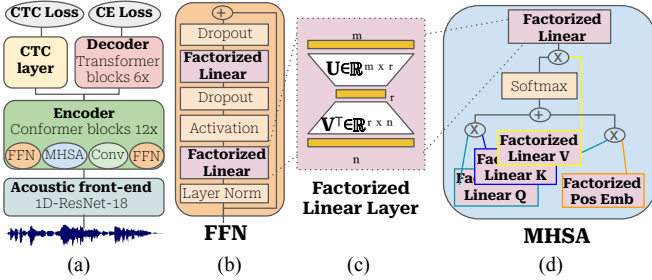 CTC Loss
CE Loss
CTC
layer
Decoder
Transformer
blocks 6x
Encoder
Conformer blocks 12x
FFN
MHSA
Conv
FFN
Acoustic front-end
1D-ResNet-18
(a)
+
Dropout
Factorized
Linear
Dropout
Activation
Factorized
Linear
Layer Norm
FFN
(b)
m
U∈ℝ^{m x r}
r
V^⊤∈ℝ^{r x n}
n
Factorized
Linear Layer
(c)
Factorized
Linear
X
Softmax
+
X
X
Factorized
Linear V
Linear K
Linear Q
Factorized
Pos Emb
MHSA
(d)